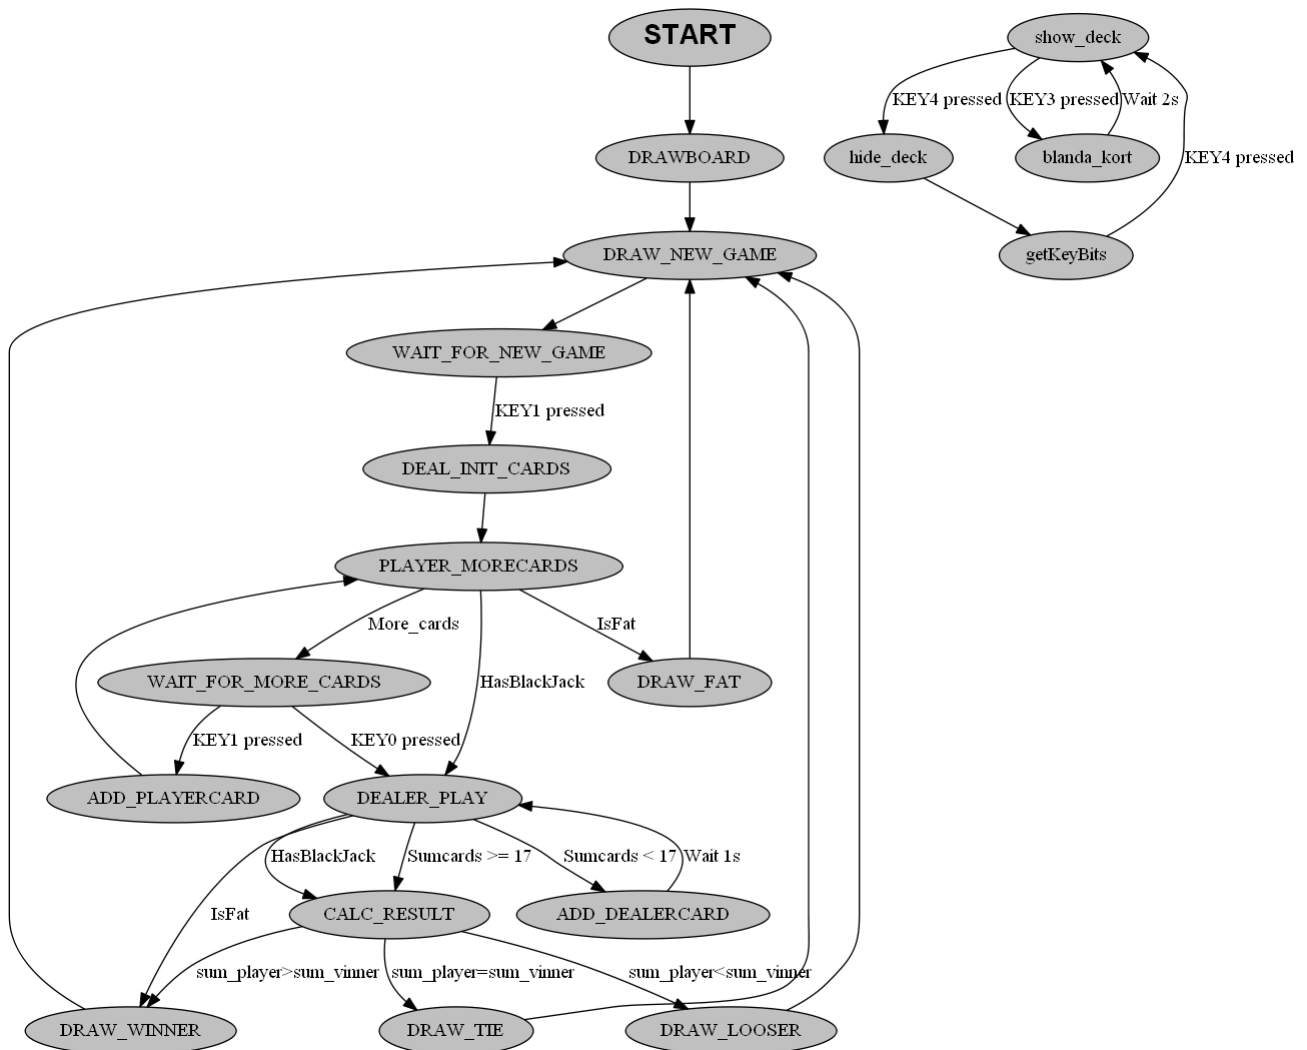 START
show_deck
KEY4 pressed
KEY3 pressed
Wait 2s
DRAWBOARD
hide_deck
blanda_kort
KEY4 pressed
DRAW_NEW_GAME
getKeyBits
WAIT_FOR_NEW_GAME
KEY1 pressed
DEAL_INIT_CARDS
PLAYER_MORECARDS
More_cards
IsFat
WAIT_FOR_MORE_CARDS
HasBlackJack
DRAW_FAT
KEY1 pressed
KEY0 pressed
ADD_PLAYERCARD
DEALER_PLAY
HasBlackJack
Sumcards >= 17
Sumcards < 17
Wait 1s
IsFat
CALC_RESULT
ADD_DEALERCARD
sum_player>sum_vinner
sum_player=sum_vinner
sum_player<sum_vinner
DRAW_WINNER
DRAW_TIE
DRAW_LOOSER